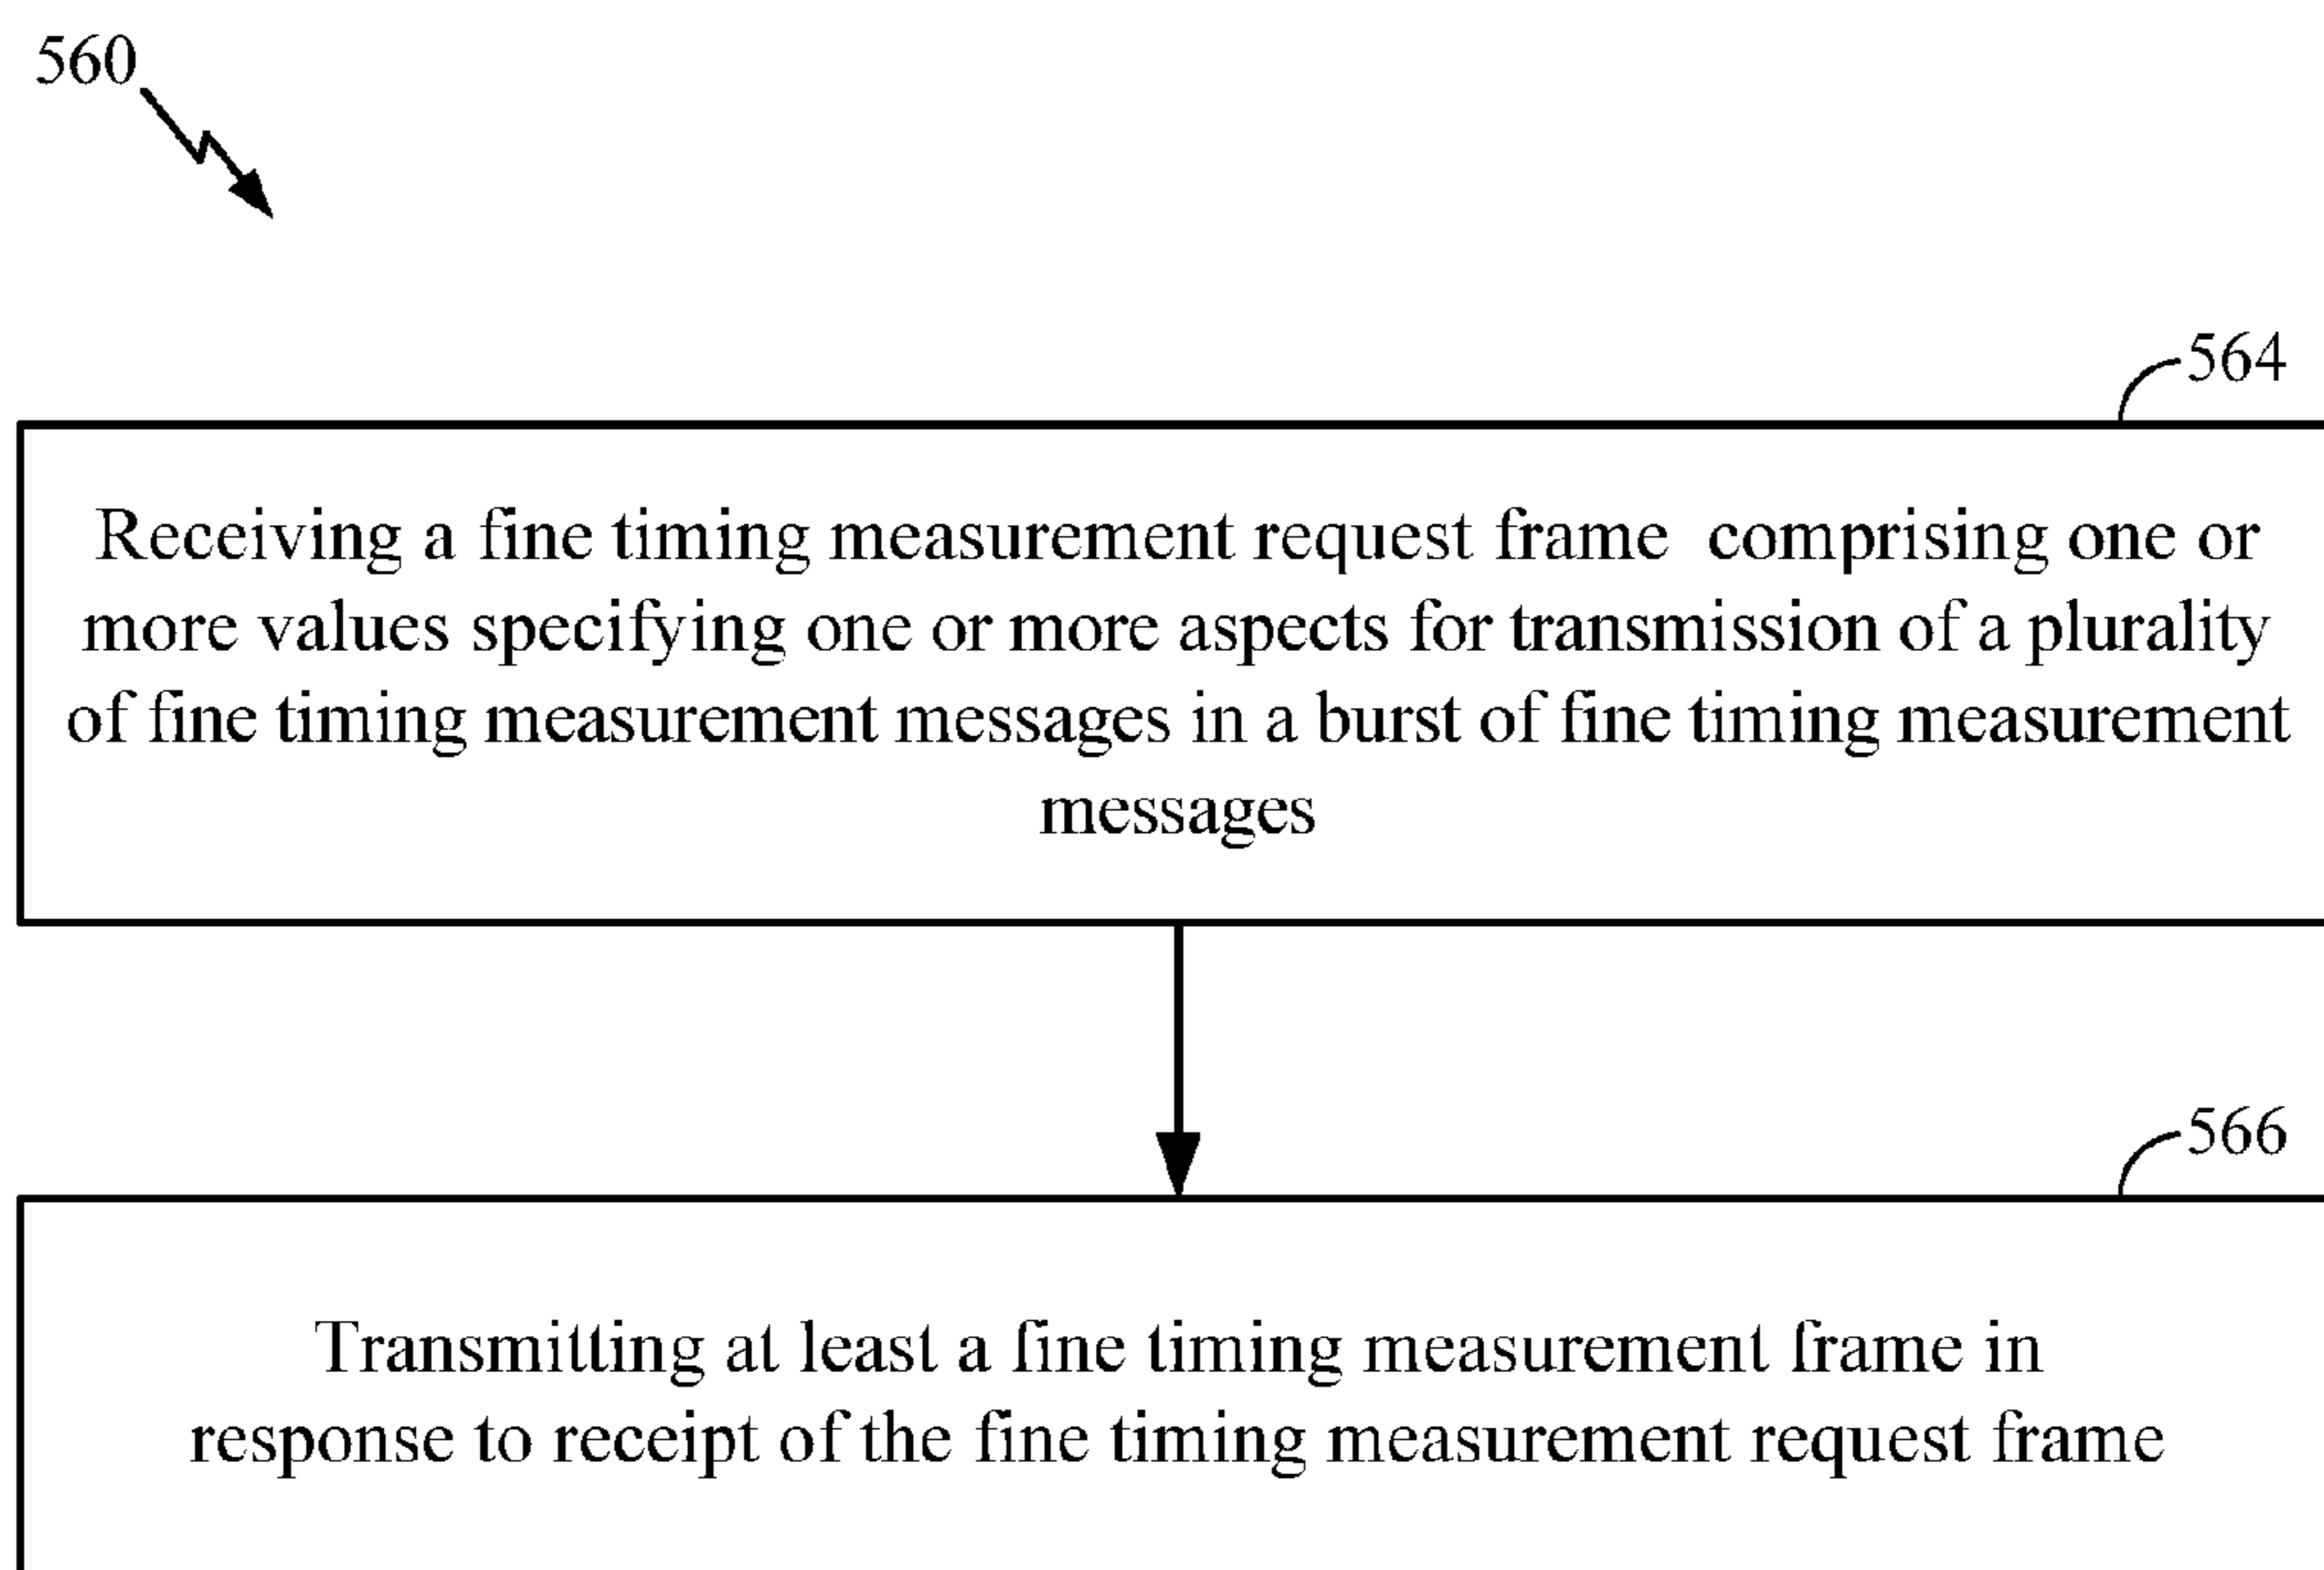 560
564
Receiving a fine timing measurement request frame comprising one or
more values specifying one or more aspects for transmission of a plurality
of fine timing measurement messages in a burst of fine timing measurement
messages
566
Transmitting at least a fine timing measurement frame in
response to receipt of the fine timing measurement request frame